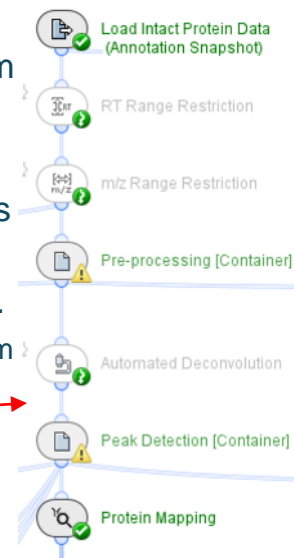 Load Intact Protein Data
(Annotation Snapshot)
m
RT
RT Range Restriction
m/z
m/z Range Restriction
s
Pre-processing [Container]
.
m
Automated Deconvolution
Peak Detection [Container]
Protein Mapping